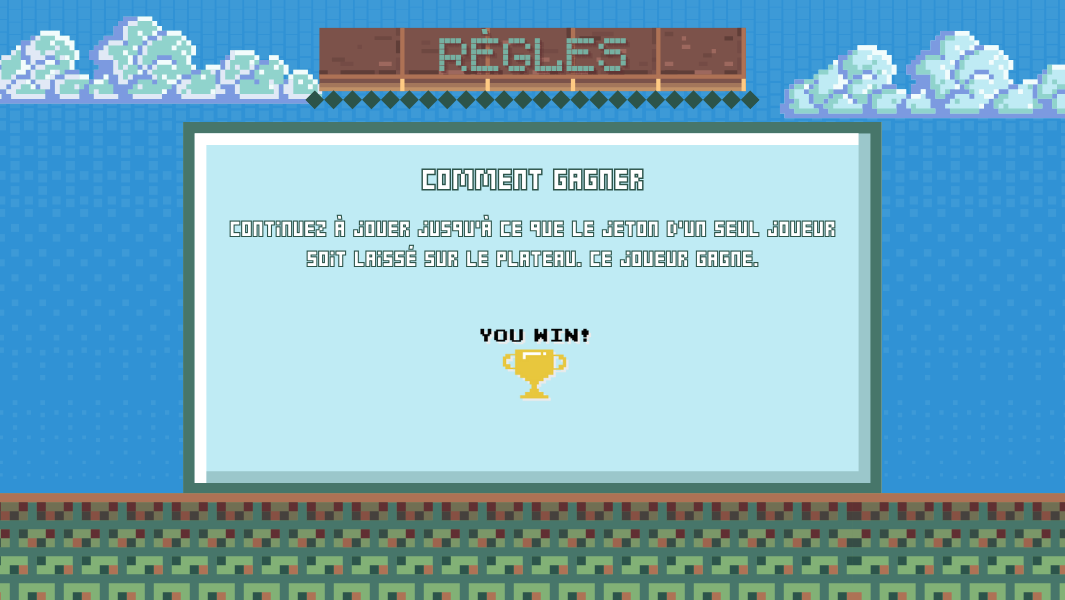 RÈGLES
COMMENT GAGNER
CONTINUEZ À JOUER JUSQU'À CE QUE LE JETON D'UN SEUL JOUEUR
SOIT LAISSÉ SUR LE PLATEAU. CE JOUEUR GAGNE.
YOU WIN!